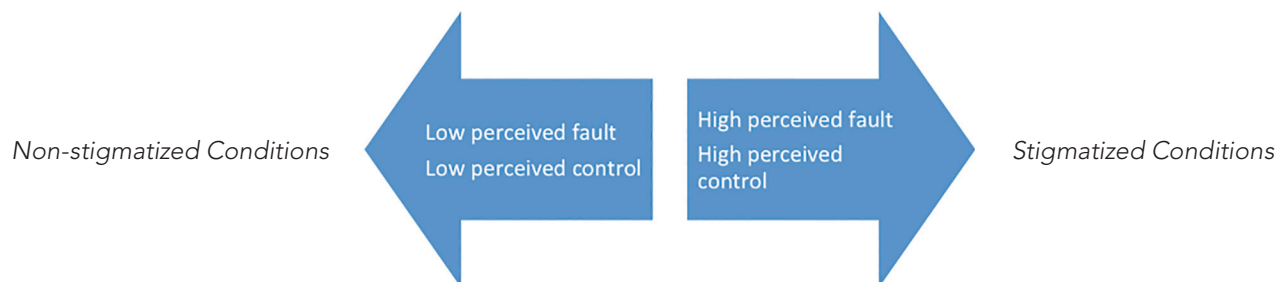 Non-stigmatized Conditions
Low perceived fault
Low perceived control
High perceived fault
High perceived
control
Stigmatized Conditions